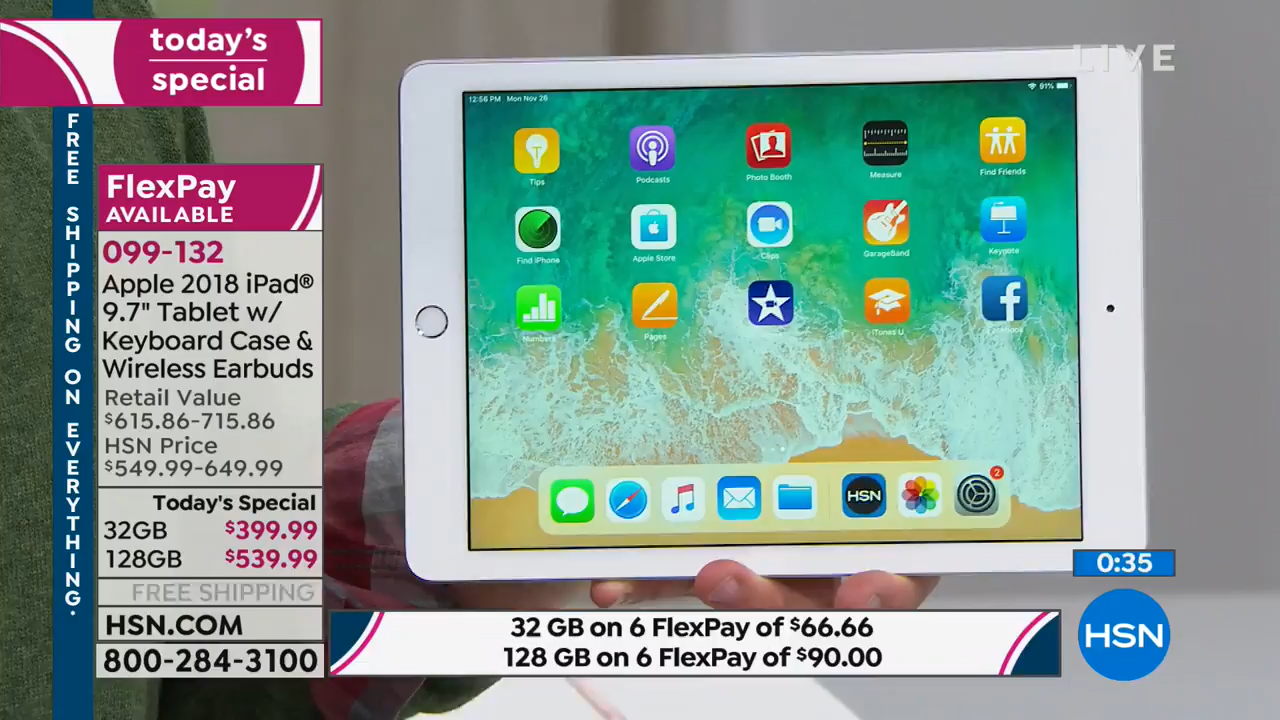 today's
special
FREE SHIPPING ON EVERYTHING.*
FlexPay
AVAILABLE
099-132
Apple 2018 iPad®
9.7" Tablet w/
Keyboard Case &
Wireless Earbuds
Retail Value
$615.86-715.86
HSN Price
$549.99-649.99
Today's Special
32GB $399.99
128GB $539.99
FREE SHIPPING
HSN.COM
800-284-3100
LIVE
12:56 PM Mon Nov 26
91%
Tips
Podcasts
Photo Booth
Measure
Find Friends
Find iPhone
Apple Store
Clips
GarageBand
Keynote
Numbers
Pages
iTunes U
Facebook
HSN
2
0:35
32 GB on 6 FlexPay of $66.66
128 GB on 6 FlexPay of $90.00
HSN